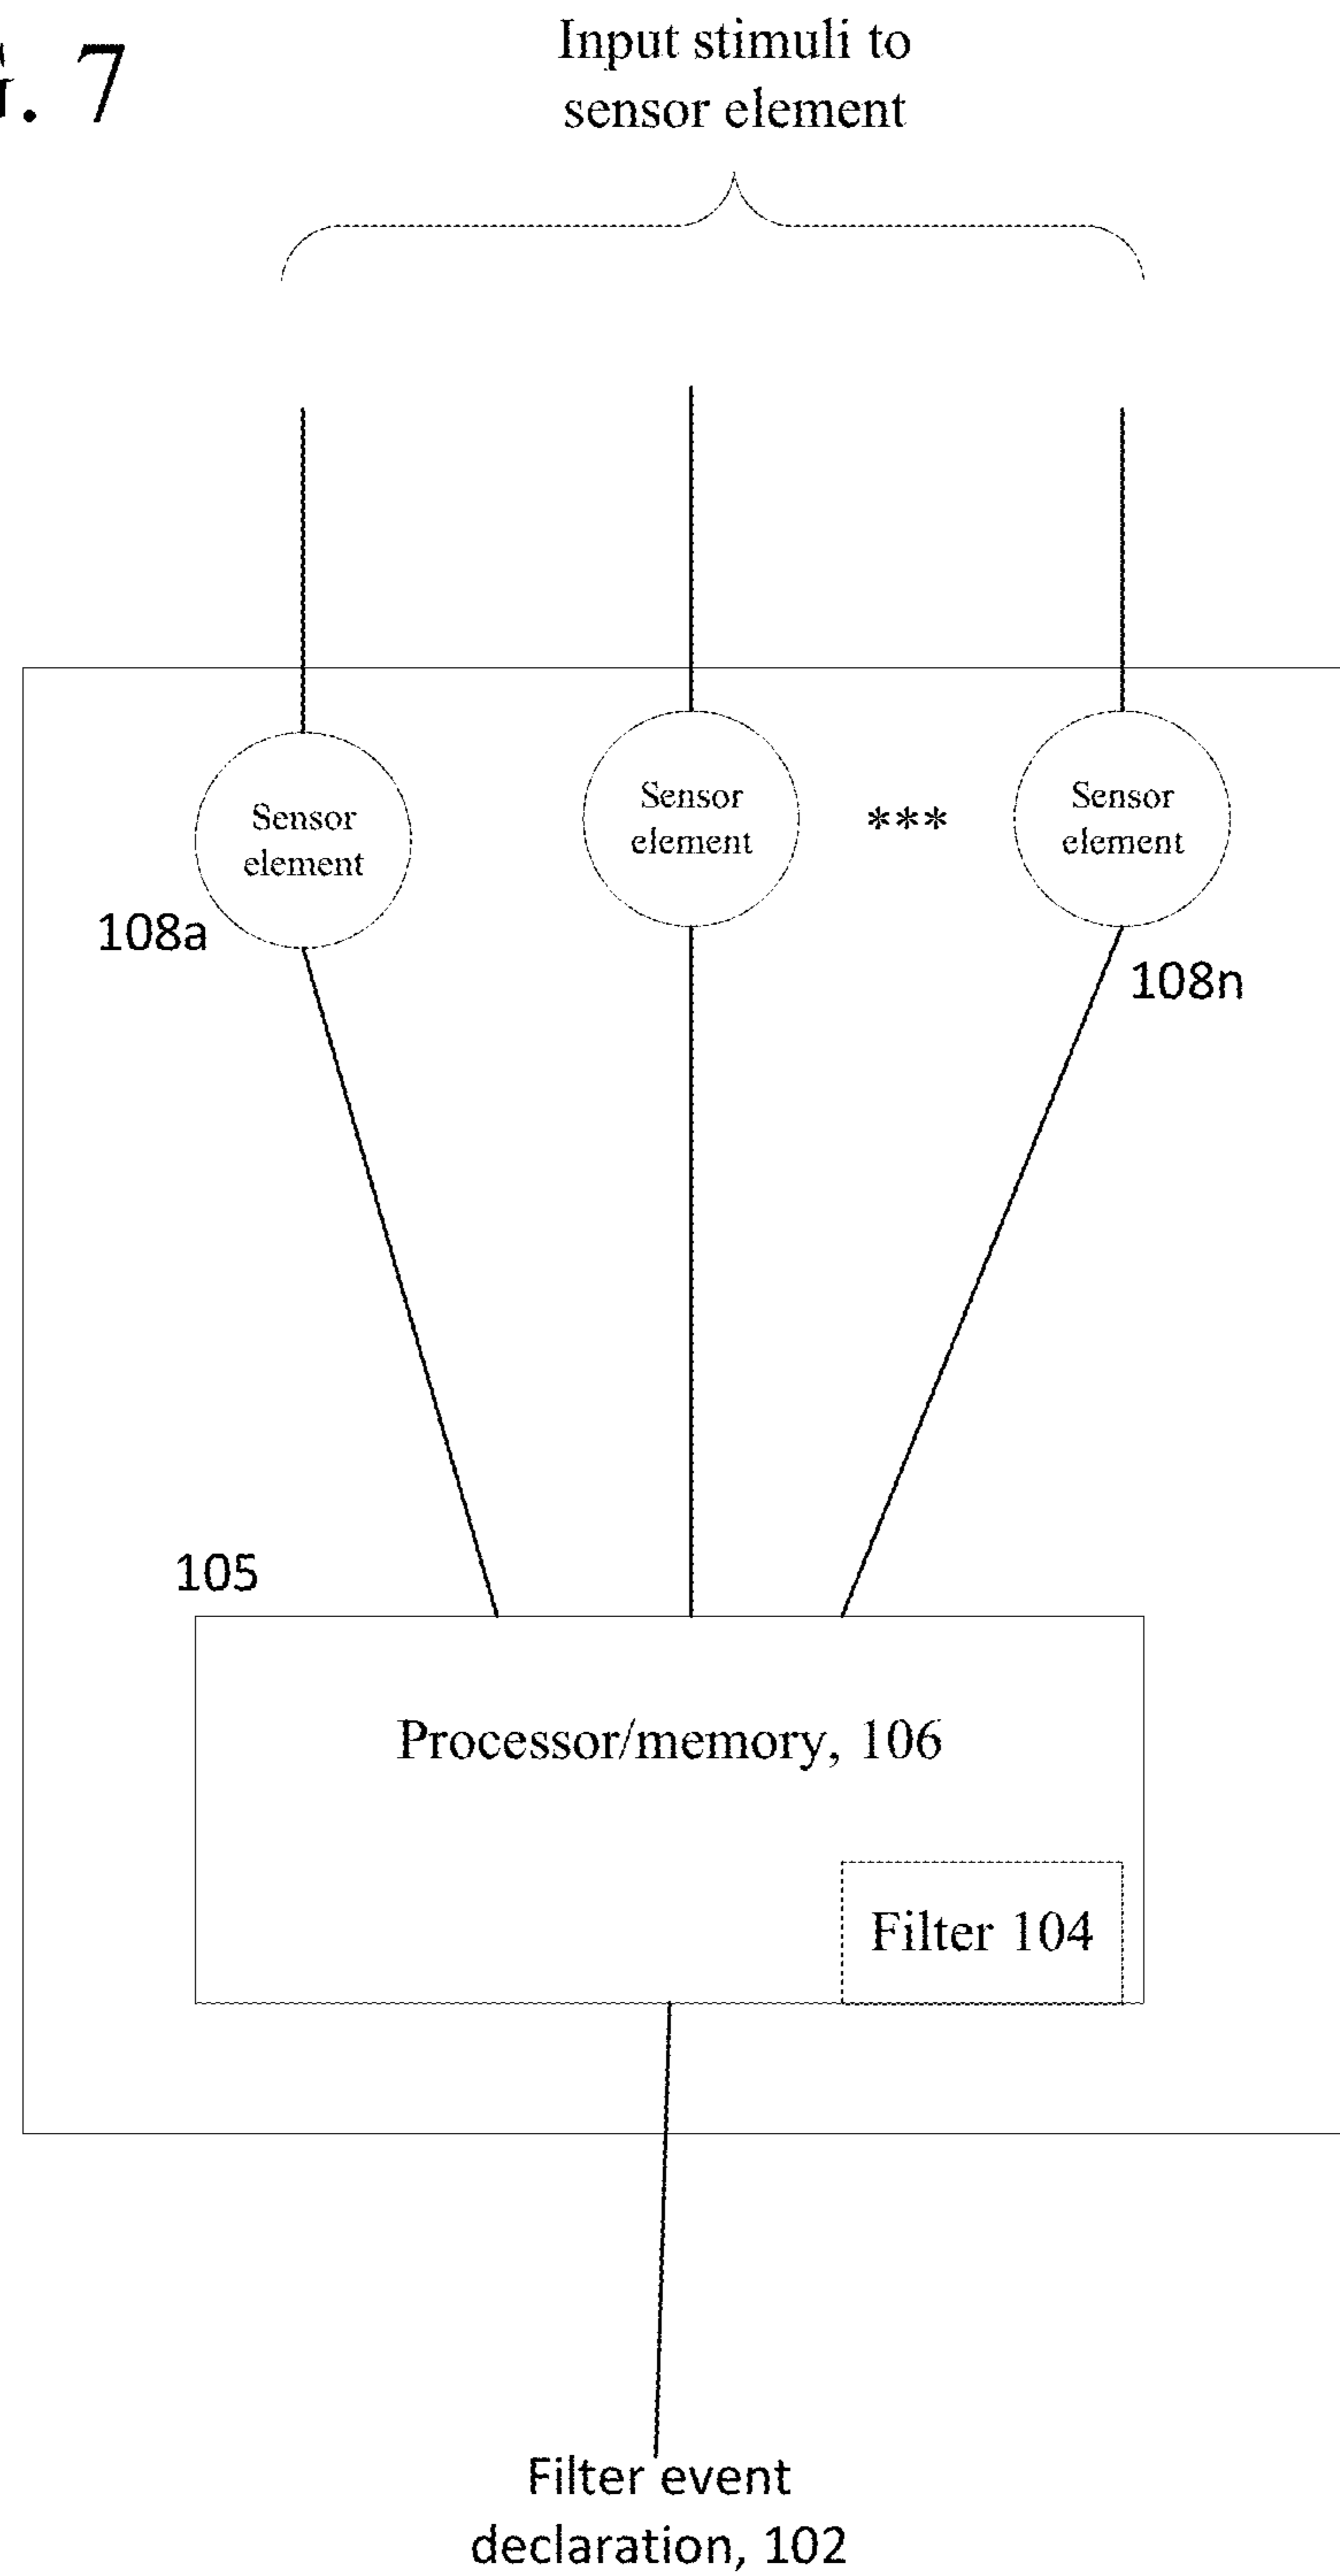 G. 7
Input stimuli to
sensor element
Sensor
element
Sensor
element
***
Sensor
element
108a
108n
105
Processor/memory, 106
Filter 104
Filter event
declaration, 102